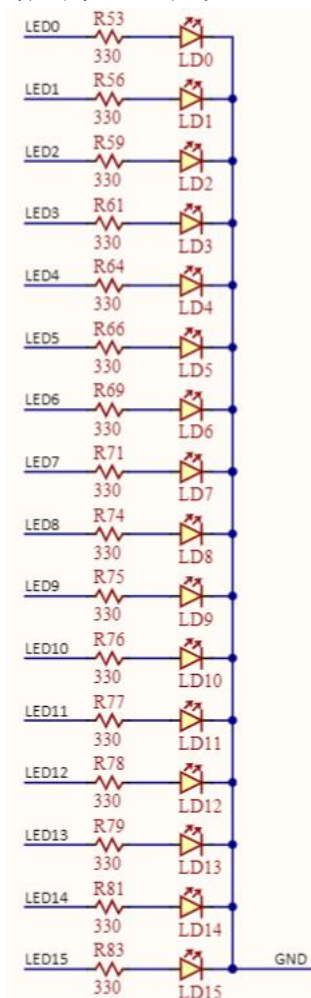 R53
LED0
330
LD0
R56
LED1
330
LD1
R59
LED2
330
LD2
R61
LED3
330
LD3
R64
LED4
330
LD4
R66
LED5
330
LD5
R69
LED6
330
LD6
R71
LED7
330
LD7
R74
LED8
330
LD8
R75
LED9
330
LD9
R76
LED10
330
LD10
R77
LED11
330
LD11
R78
LED12
330
LD12
R79
LED13
330
LD13
R81
LED14
330
LD14
R83
LED15
GND
330
LD15